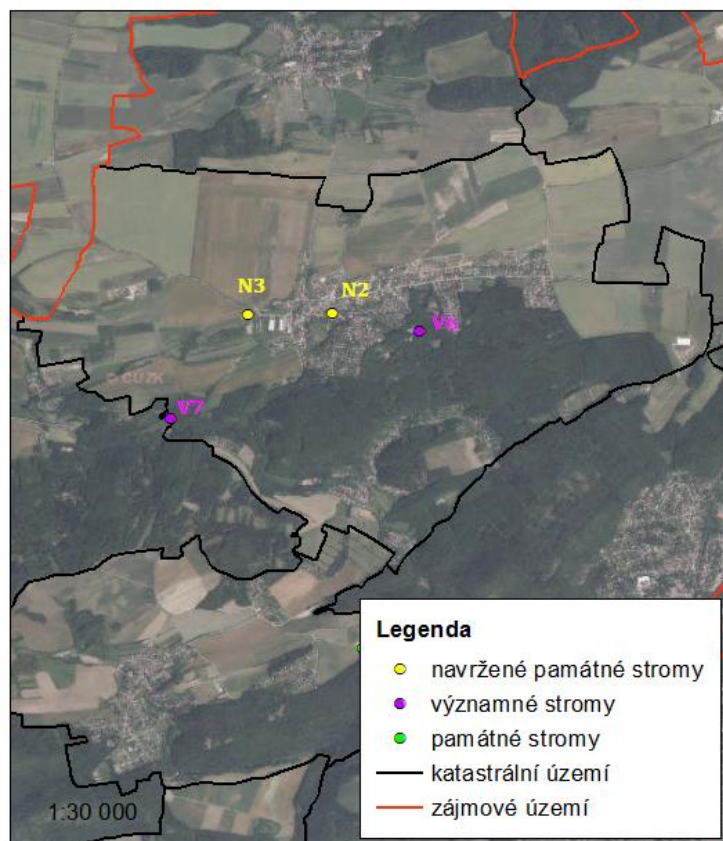 N3
N2
V6
© ČÚZK
V7
Legenda
navržené památné stromy
významné stromy
památné stromy
katastrální území
zájmové území
1:30 000